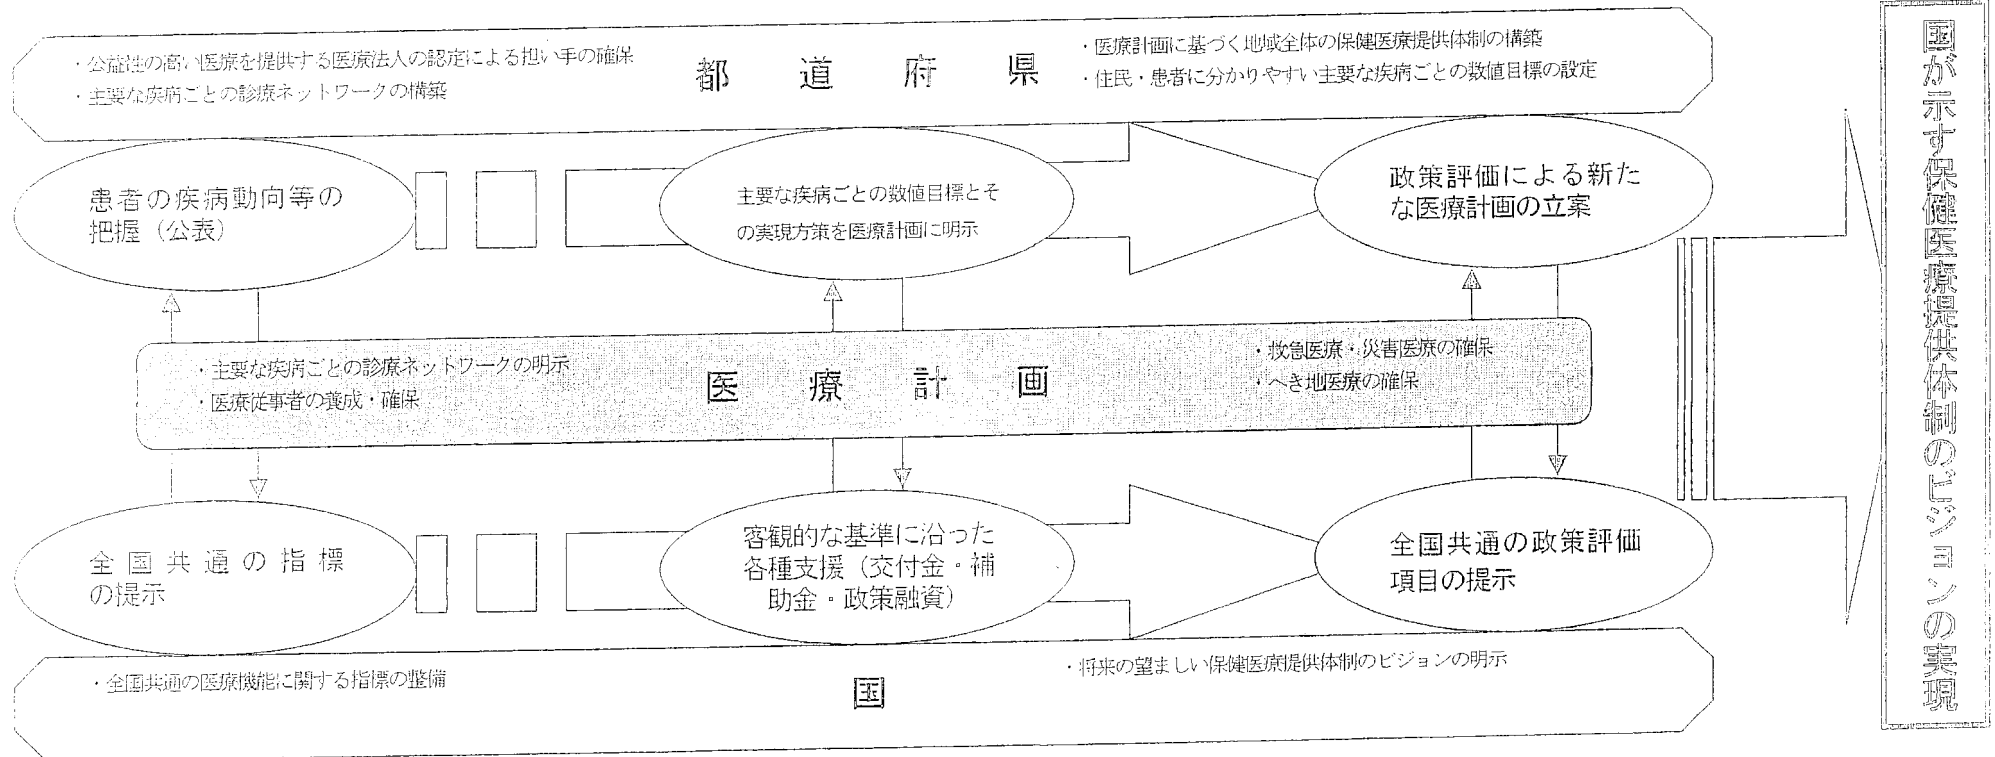 ・公益性の高い医療を提供する医療法人の認定による担い手の確保
・主要な疾病ごとの診療ネットワークの構築
都道府県
・医療計画に基づく地域全体の保健医療提供体制の構築
・住民・患者に分かりやすい主要な疾病ごとの数値目標の設定
患者の疾病動向等の
把握（公表）
主要な疾病ごとの数値目標とそ
の実現方策を医療計画に明示
政策評価による新た
な医療計画の立案
・主要な疾病ごとの診療ネットワークの明示
・医療従事者の養成・確保
医療計画
・救急医療・災害医療の確保
・へき地医療の確保
全国共通の指標
の提示
客観的な基準に沿った
各種支援（交付金・補
助金・政策融資）
全国共通の政策評価
項目の提示
・全国共通の医療機能に関する指標の整備
国
・将来の望ましい保健医療提供体制のビジョンの明示
国が示す保健医療提供体制のビジョンの実現